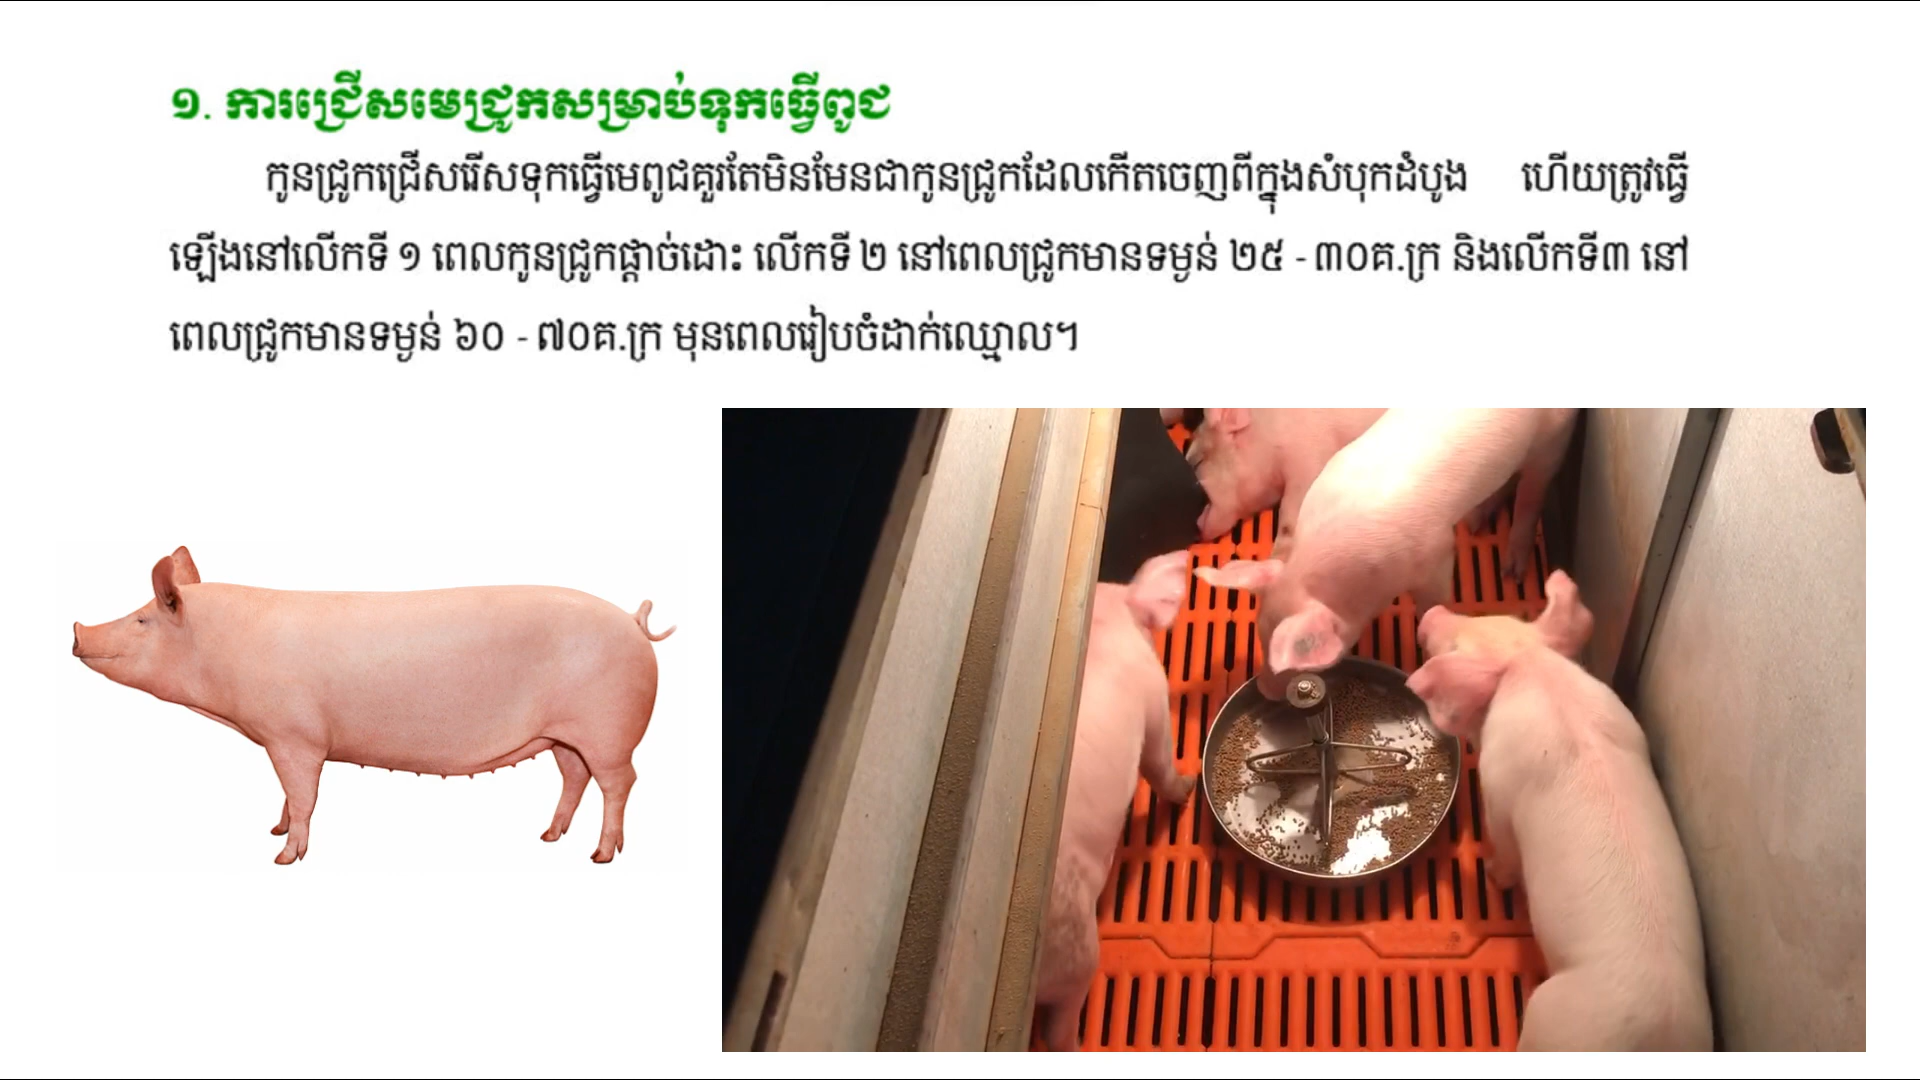 ១. ការជ្រើសមេជ្រូកសម្រាប់ទុកធ្វើពូជ
កូនជ្រូកជ្រើសរើសទុកធ្វើមេពូជគួរតែមិនមែនជាកូនជ្រូកដែលកើតចេញពីក្នុងសំបុកដំបូង ហើយត្រូវធ្វើ
ឡើងនៅលើកទី ១ ពេលកូនជ្រូកផ្តាច់ដោះ លើកទី ២ នៅពេលជ្រូកមានទម្ងន់ ២៥ - ៣០គ.ក្រ និងលើកទី៣ នៅ
ពេលជ្រូកមានទម្ងន់ ៦០ - ៧០គ.ក្រ មុនពេលរៀបចំដាក់ឈ្មោល។